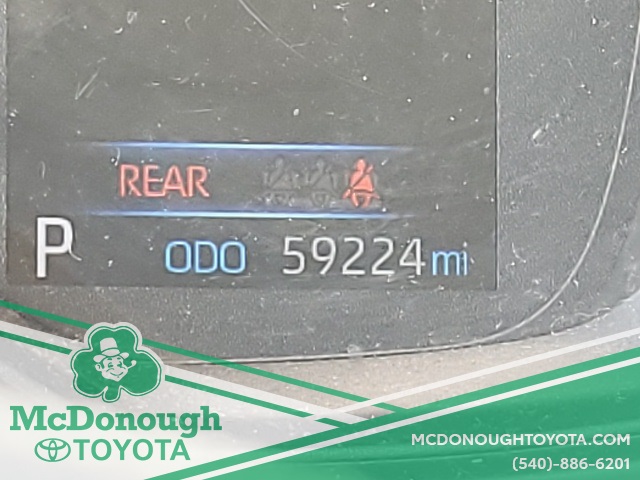 REAR
P ODO 59224 mi
McDonough
TOYOTA
MCDONOUGHTOYOTA.COM
(540)-886-6201